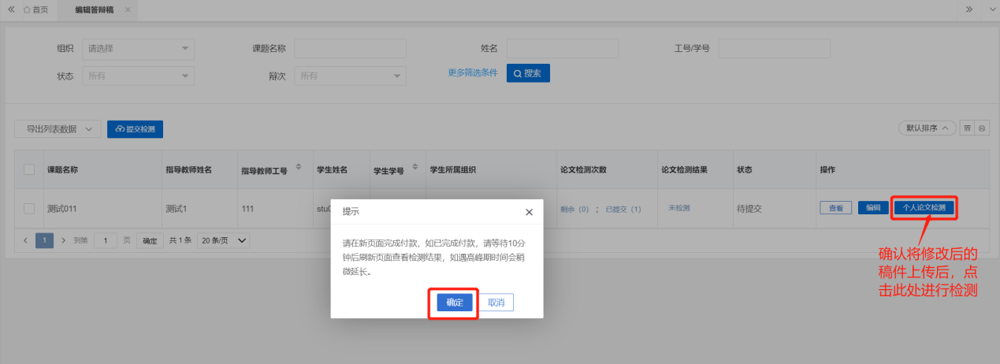 首页
编辑答辩稿
组织
请选择
课题名称
姓名
工号/学号
状态
所有
辩次
所有
更多筛选条件
搜索
导出列表数据
提交检测
默认排序
课题名称
指导教师姓名
指导教师工号
学生姓名
学生学号
学生所属组织
论文检测次数
论文检测结果
状态
操作
测试011
测试1
111
剩余（0）；已提交（1）
未检测
待提交
查看
编辑
个人论文检测
1
到第
1
页
确定
共 1 条
20 条/页
提示
请在新页面完成付款，如已完成付款，请等待10分
钟后刷新页面查看检测结果，如遇高峰期时间会稍
微延长。
确定
取消
确认将修改后的
稿件上传后，点
击此处进行检测